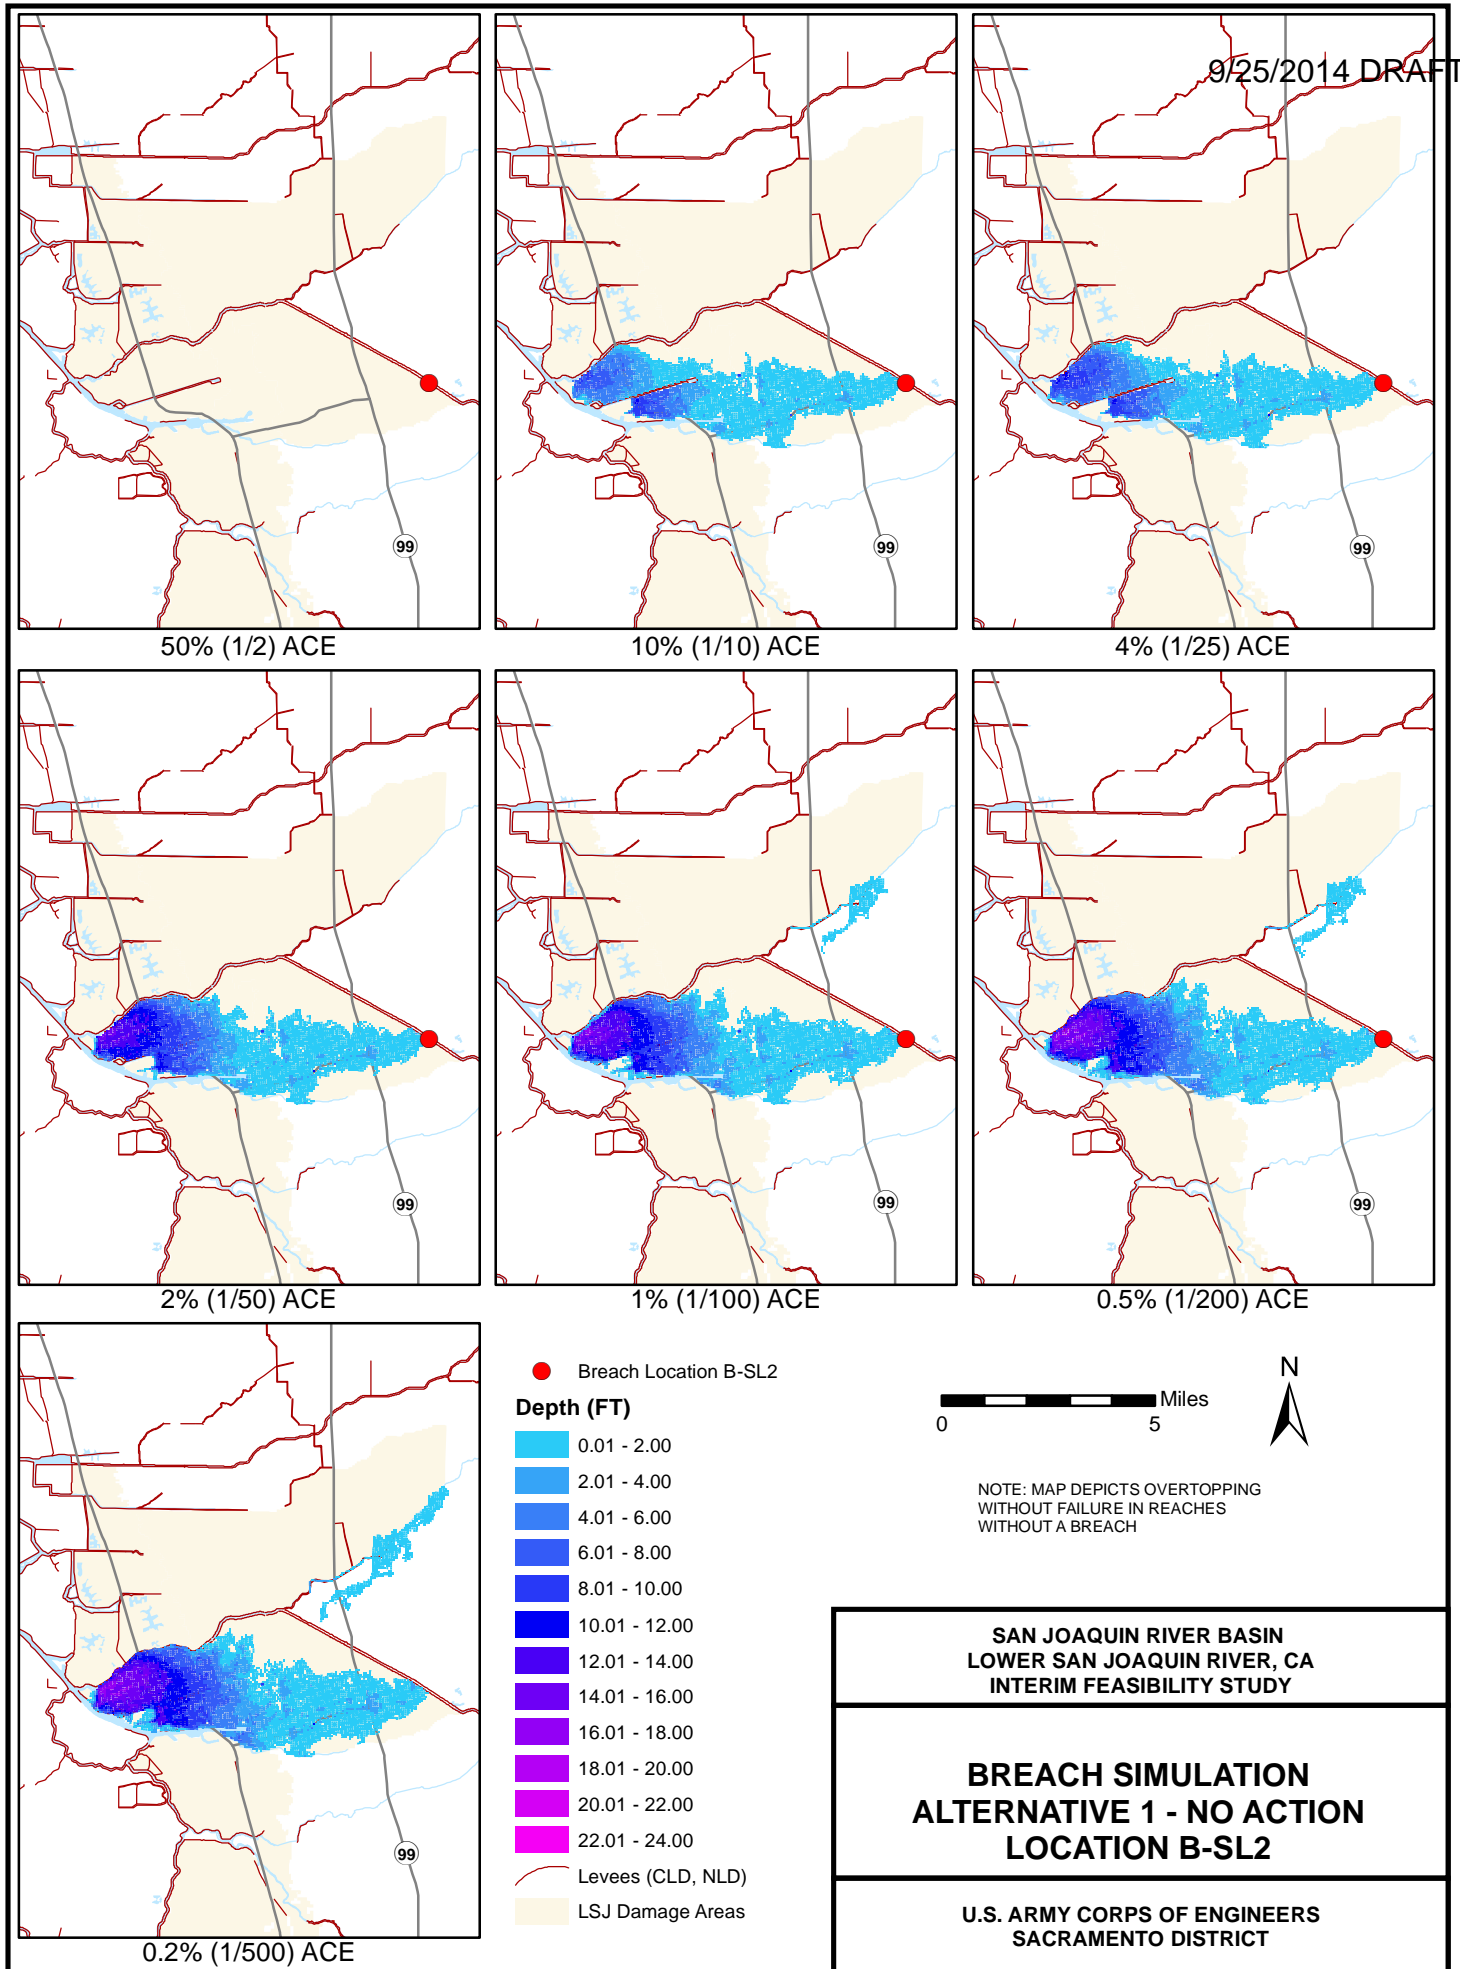 9/25/2014 DRAFT
99
99
99
50% (1/2) ACE
10% (1/10) ACE
4% (1/25) ACE
99
99
99
2% (1/50) ACE
1% (1/100) ACE
0.5% (1/200) ACE
99
0.2% (1/500) ACE
Breach Location B-SL2
Depth (FT)
0.01 - 2.00
2.01 - 4.00
4.01 - 6.00
6.01 - 8.00
8.01 - 10.00
10.01 - 12.00
12.01 - 14.00
14.01 - 16.00
16.01 - 18.00
18.01 - 20.00
20.01 - 22.00
22.01 - 24.00
Levees (CLD, NLD)
LSJ Damage Areas
Miles
0 5
N
NOTE: MAP DEPICTS OVERTOPPING
WITHOUT FAILURE IN REACHES
WITHOUT A BREACH
SAN JOAQUIN RIVER BASIN
LOWER SAN JOAQUIN RIVER, CA
INTERIM FEASIBILITY STUDY
BREACH SIMULATION
ALTERNATIVE 1 - NO ACTION
LOCATION B-SL2
U.S. ARMY CORPS OF ENGINEERS
SACRAMENTO DISTRICT